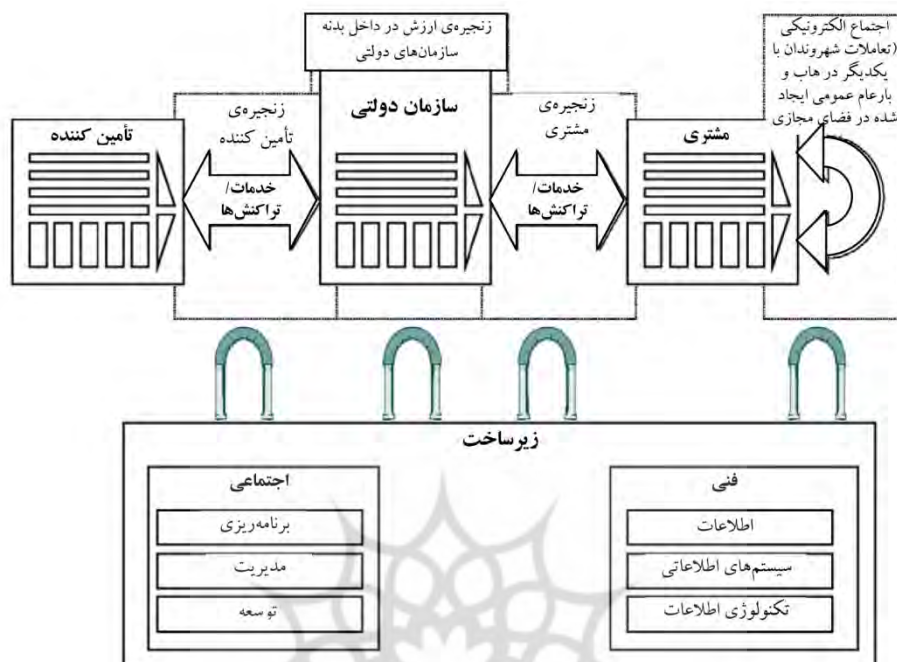 اجتماع الکترونیکی
(تعاملات شهروندان با
یکدیگر در هاب و
بارعام عمومی ایجاد
شده در فضای مجازی
زنجیره‌ی ارزش در داخل بدنه
سازمان‌های دولتی
سازمان دولتی
زنجیره‌ی
مشتری
زنجیره‌ی
تأمین کننده
مشتری
تأمین کننده
خدمات/
تراکنش‌ها
خدمات/
تراکنش‌ها
زیرساخت
فنی
اطلاعات
سیستم‌های اطلاعاتی
تکنولوژی اطلاعات
اجتماعی
برنامه‌ریزی
مدیریت
توسعه